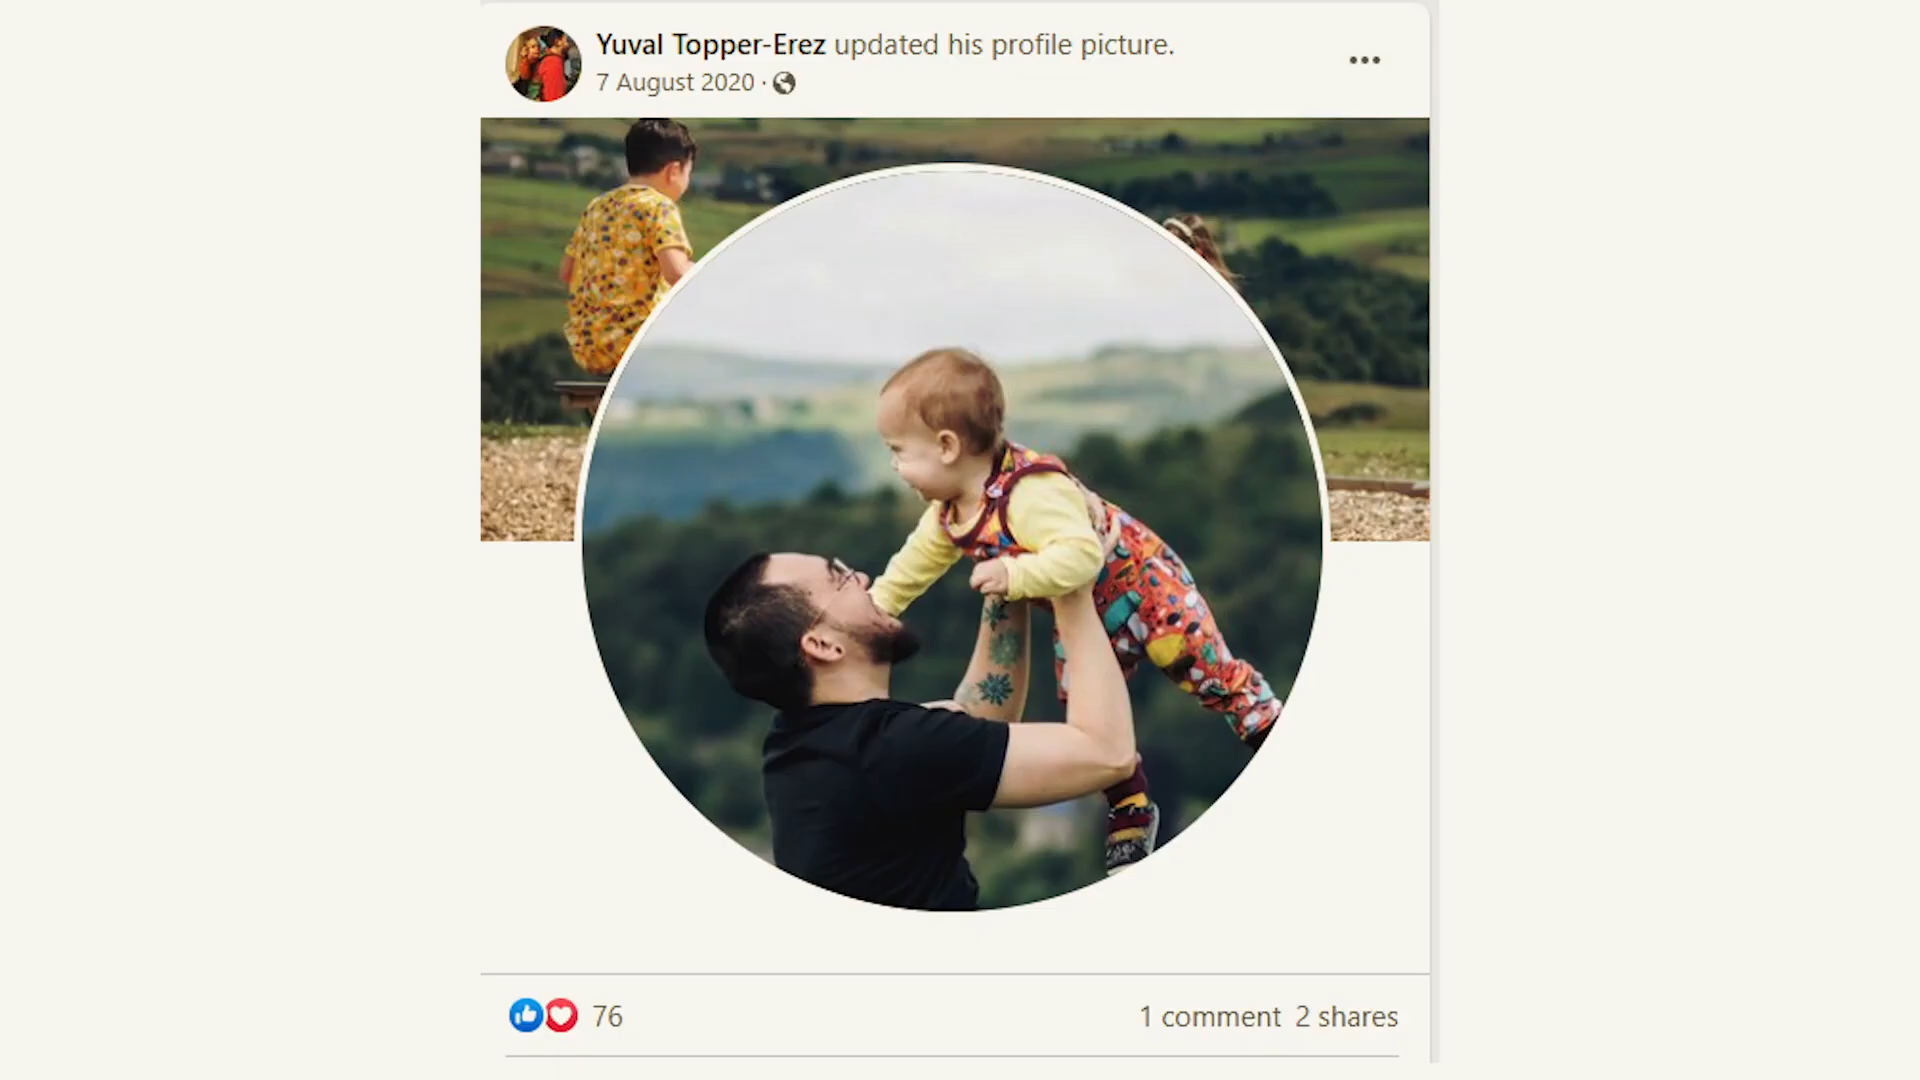 Yuval Topper-Erez updated his profile picture.
7 August 2020 ·
76
1 comment 2 shares